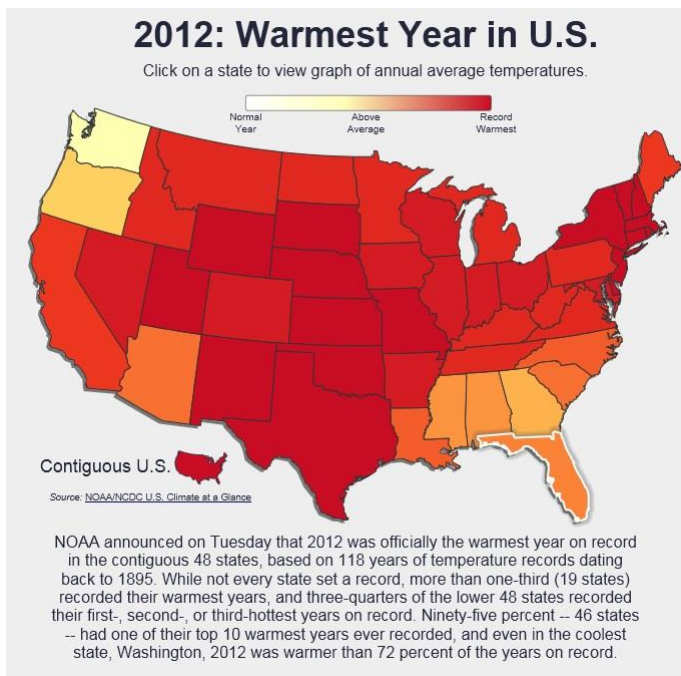 2012: Warmest Year in U.S.
Click on a state to view graph of annual average temperatures.
Normal Year
Above Average
Record Warmest
Contiguous U.S.
Source: NOAA/NCDC U.S. Climate at a Glance
NOAA announced on Tuesday that 2012 was officially the warmest year on record
in the contiguous 48 states, based on 118 years of temperature records dating
back to 1895. While not every state set a record, more than one-third (19 states)
recorded their warmest years, and three-quarters of the lower 48 states recorded
their first-, second-, or third-hottest years on record. Ninety-five percent -- 46 states
-- had one of their top 10 warmest years ever recorded, and even in the coolest
state, Washington, 2012 was warmer than 72 percent of the years on record.